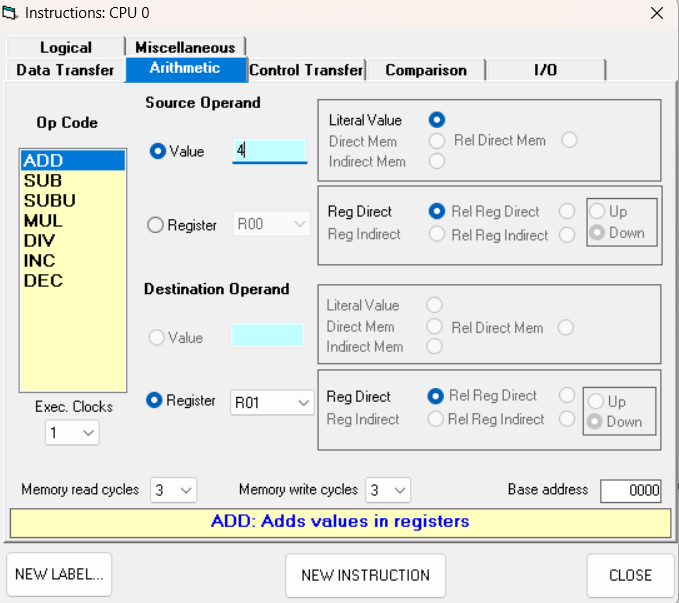 Instructions: CPU 0
Logical Miscellaneous
Data Transfer Arithmetic Control Transfer Comparison I/O
Op Code
ADD
SUB
SUBU
MUL
DIV
INC
DEC
Exec. Clocks
1
Source Operand
Value 4
Register R00
Literal Value
Direct Mem Rel Direct Mem
Indirect Mem
Reg Direct Rel Reg Direct Up
Reg Indirect Rel Reg Indirect Down
Destination Operand
Value
Register R01
Literal Value
Direct Mem Rel Direct Mem
Indirect Mem
Reg Direct Rel Reg Direct Up
Reg Indirect Rel Reg Indirect Down
Memory read cycles 3 Memory write cycles 3 Base address 0000
ADD: Adds values in registers
NEW LABEL... NEW INSTRUCTION CLOSE